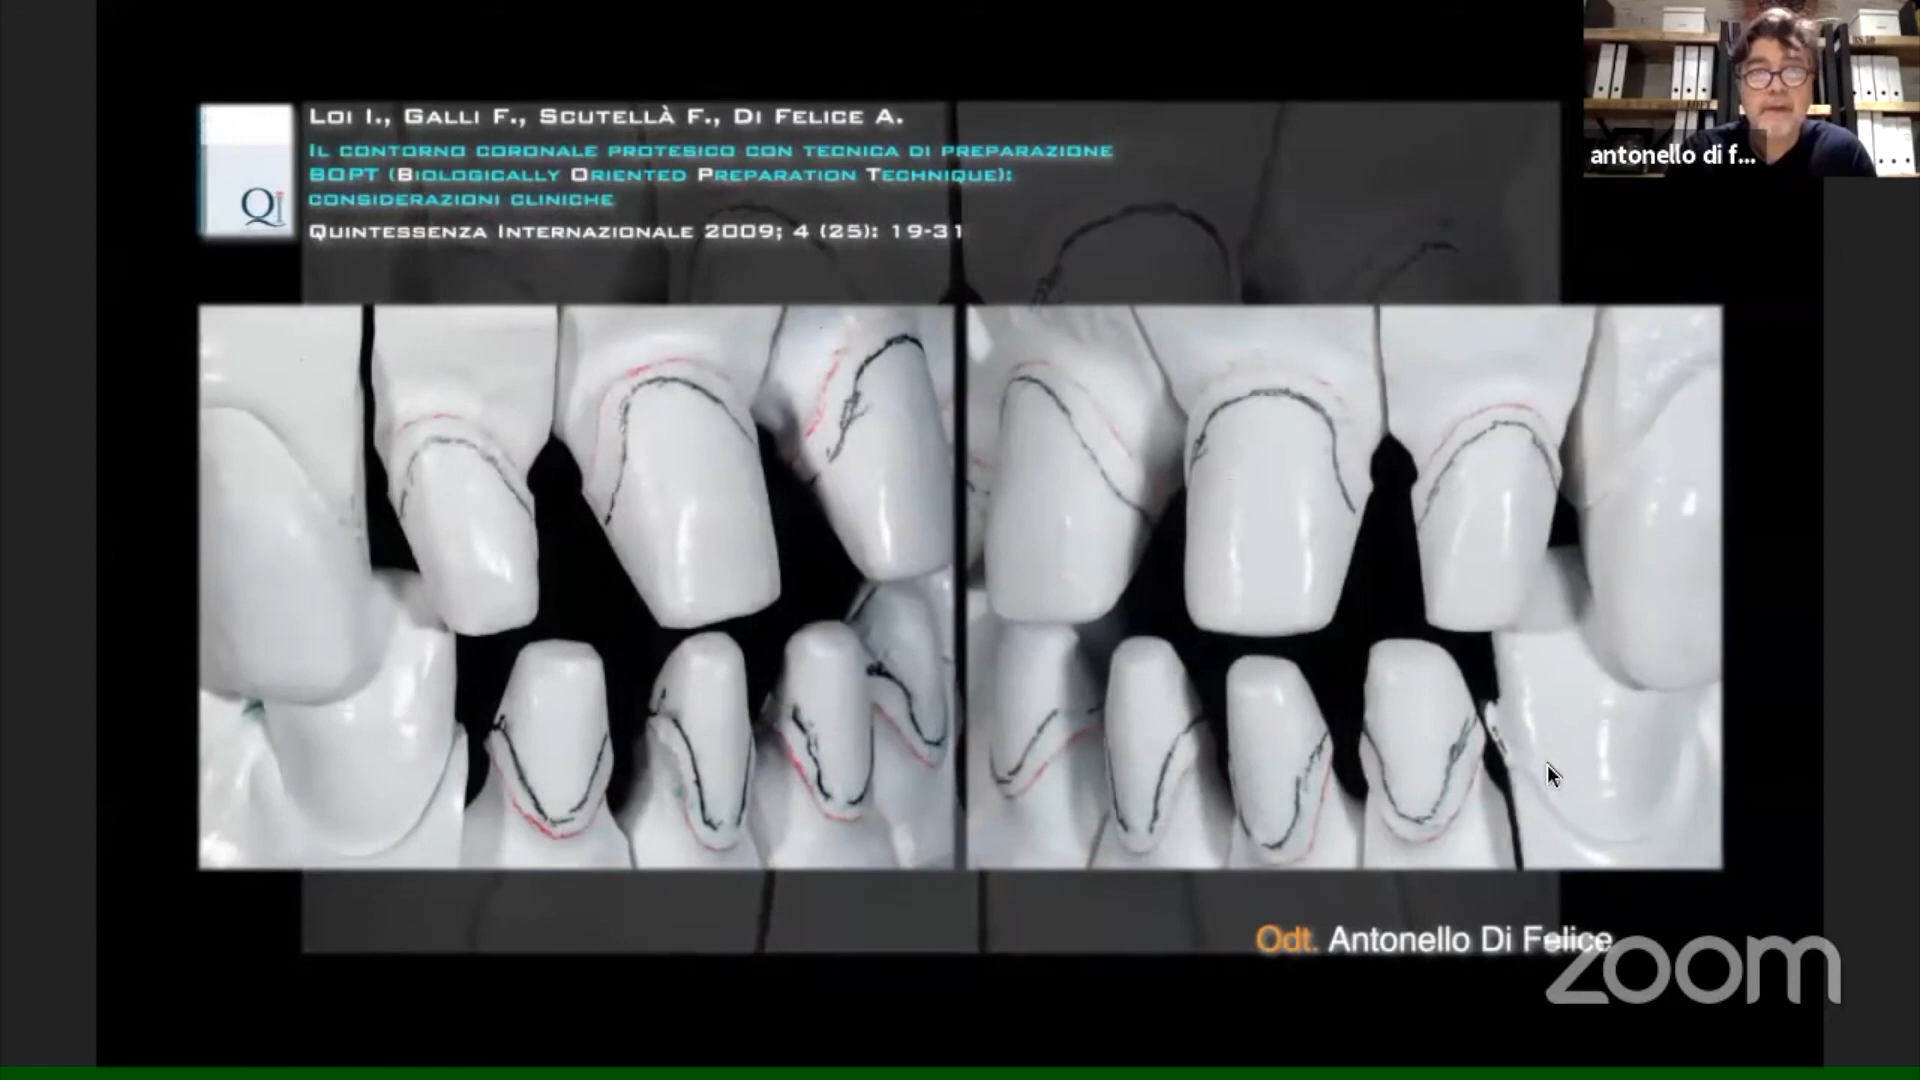 Loi I., Galli F., Scutellà F., Di Felice A.
Il contorno coronale protesico con tecnica di preparazione
BOPT (Biologically Oriented Preparation Technique):
considerazioni cliniche
Quintessenza Internazionale 2009; 4 (25): 19-31
Qi
antonello di f...
Odt. Antonello Di Felice
zoom